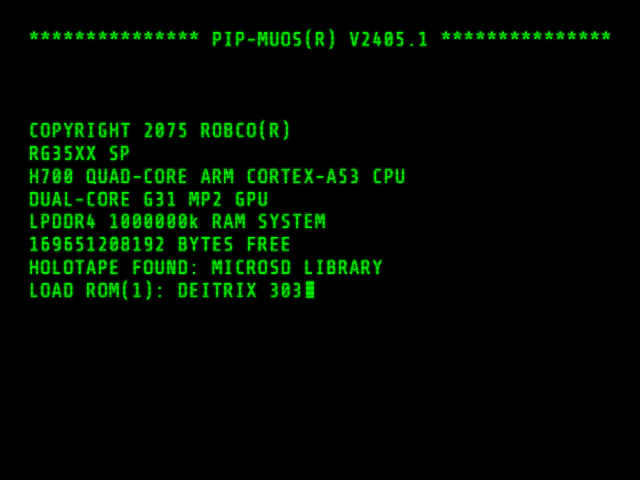 *************** PIP-MUOS(R) V2405.1 ***************
COPYRIGHT 2075 ROBCO(R)
RG35XX SP
H700 QUAD-CORE ARM CORTEX-A53 CPU
DUAL-CORE G31 MP2 GPU
LPDDR4 1000000k RAM SYSTEM
169651208192 BYTES FREE
HOLOTAPE FOUND: MICROSD LIBRARY
LOAD ROM(1): DEITRIX 303